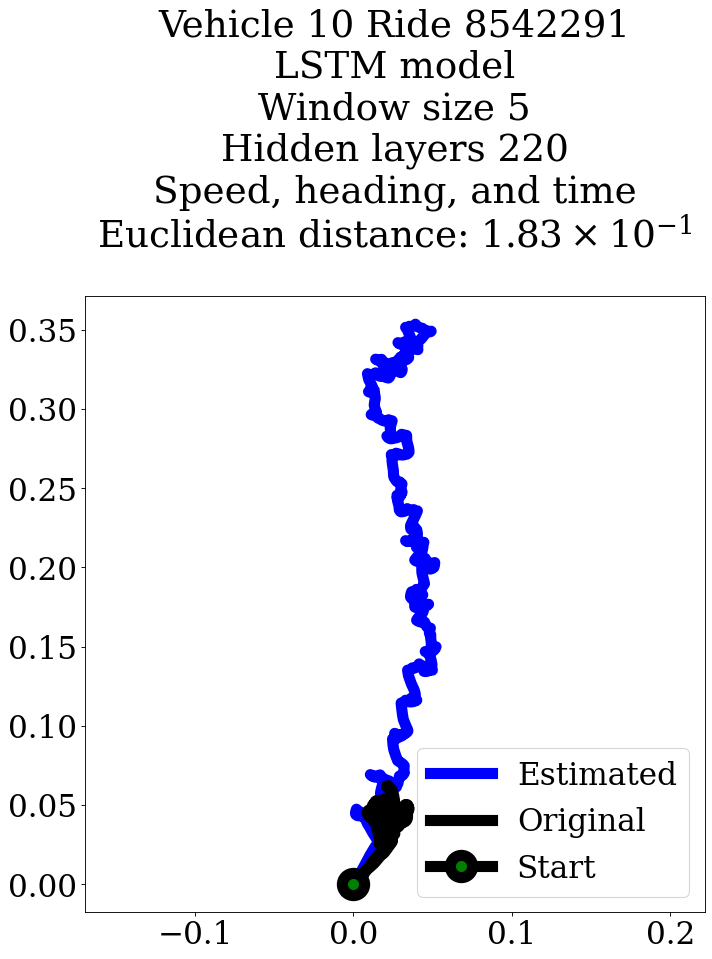 Vehicle 10 Ride 8542291
LSTM model
Window size 5
Hidden layers 220
Speed, heading, and time
Euclidean distance: 1.83 × 10⁻¹
0.35
0.30
0.25
0.20
0.15
0.10
0.05
0.00
Estimated
Original
Start
−0.1
0.0
0.1
0.2